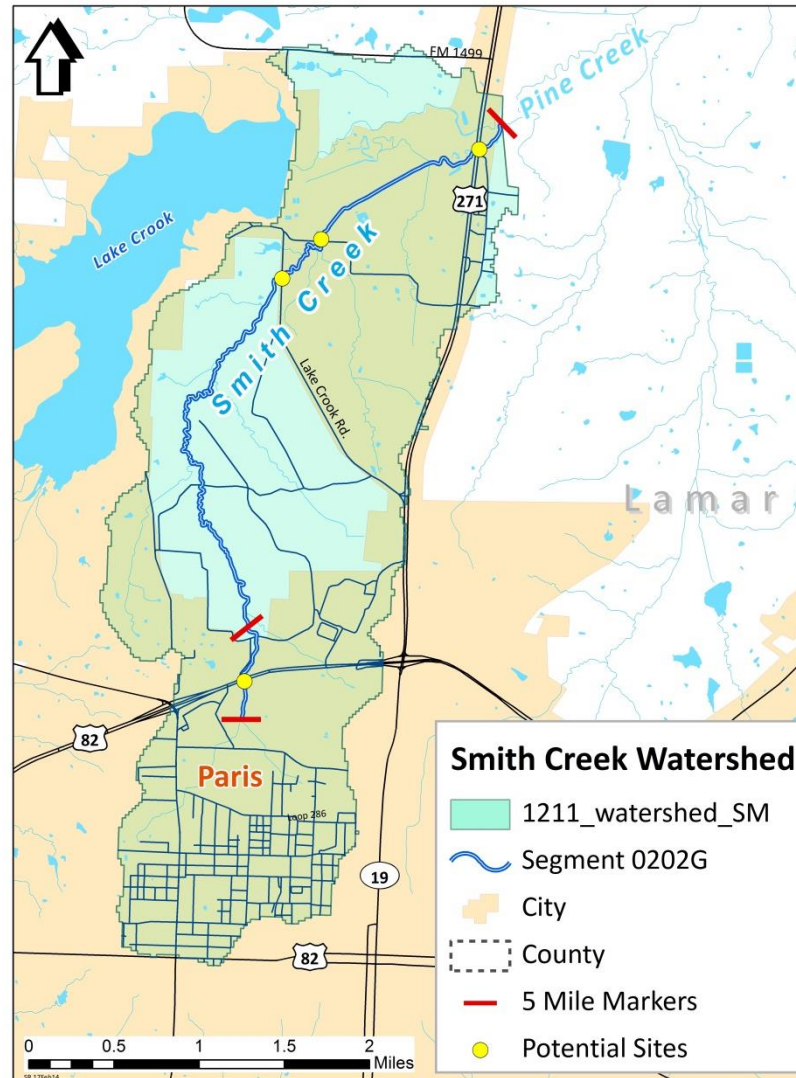 FM 1499
Pine Creek
271
Lake Crook
Smith Creek
Lake Crook Rd.
Lamar
82
Paris
Loop 286
19
82
Smith Creek Watershed
1211_watershed_SM
Segment 0202G
City
County
5 Mile Markers
Potential Sites
0 0.5 1 2
Miles